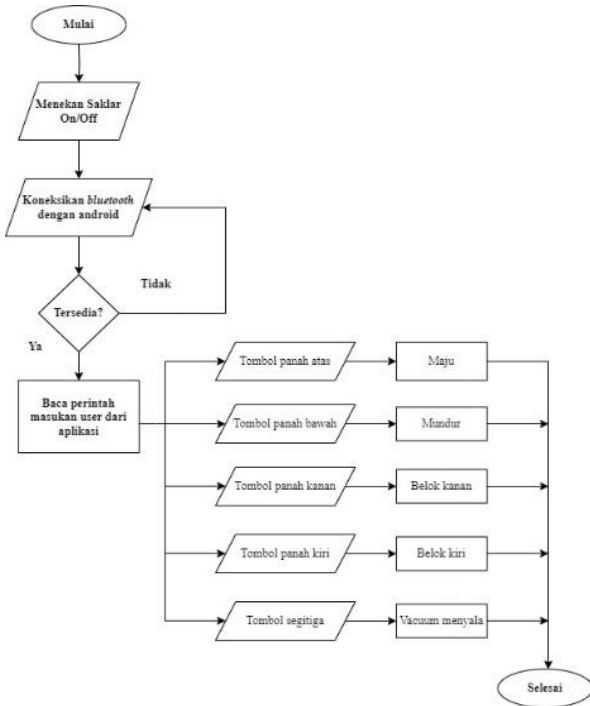 Mulai
Menekan Saklar
On/Off
Koneksikan bluetooth
dengan android
Tidak
Tersedia?
Ya
Baca perintah
masukan user dari
aplikasi
Tombol panah atas
Maju
Tombol panah bawah
Mundur
Tombol panah kanan
Belok kanan
Tombol panah kiri
Belok kiri
Tombol segitiga
Vacuum menyala
Selesai